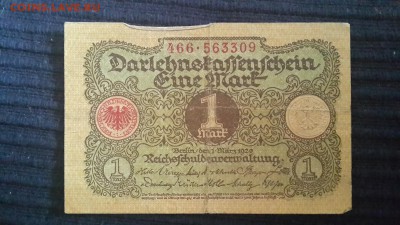 466·563309
Darlehnskassenschein
Eine Mark
1
Mark
Berlin, den 1. März 1920
Reichsschuldenverwaltung
1
1